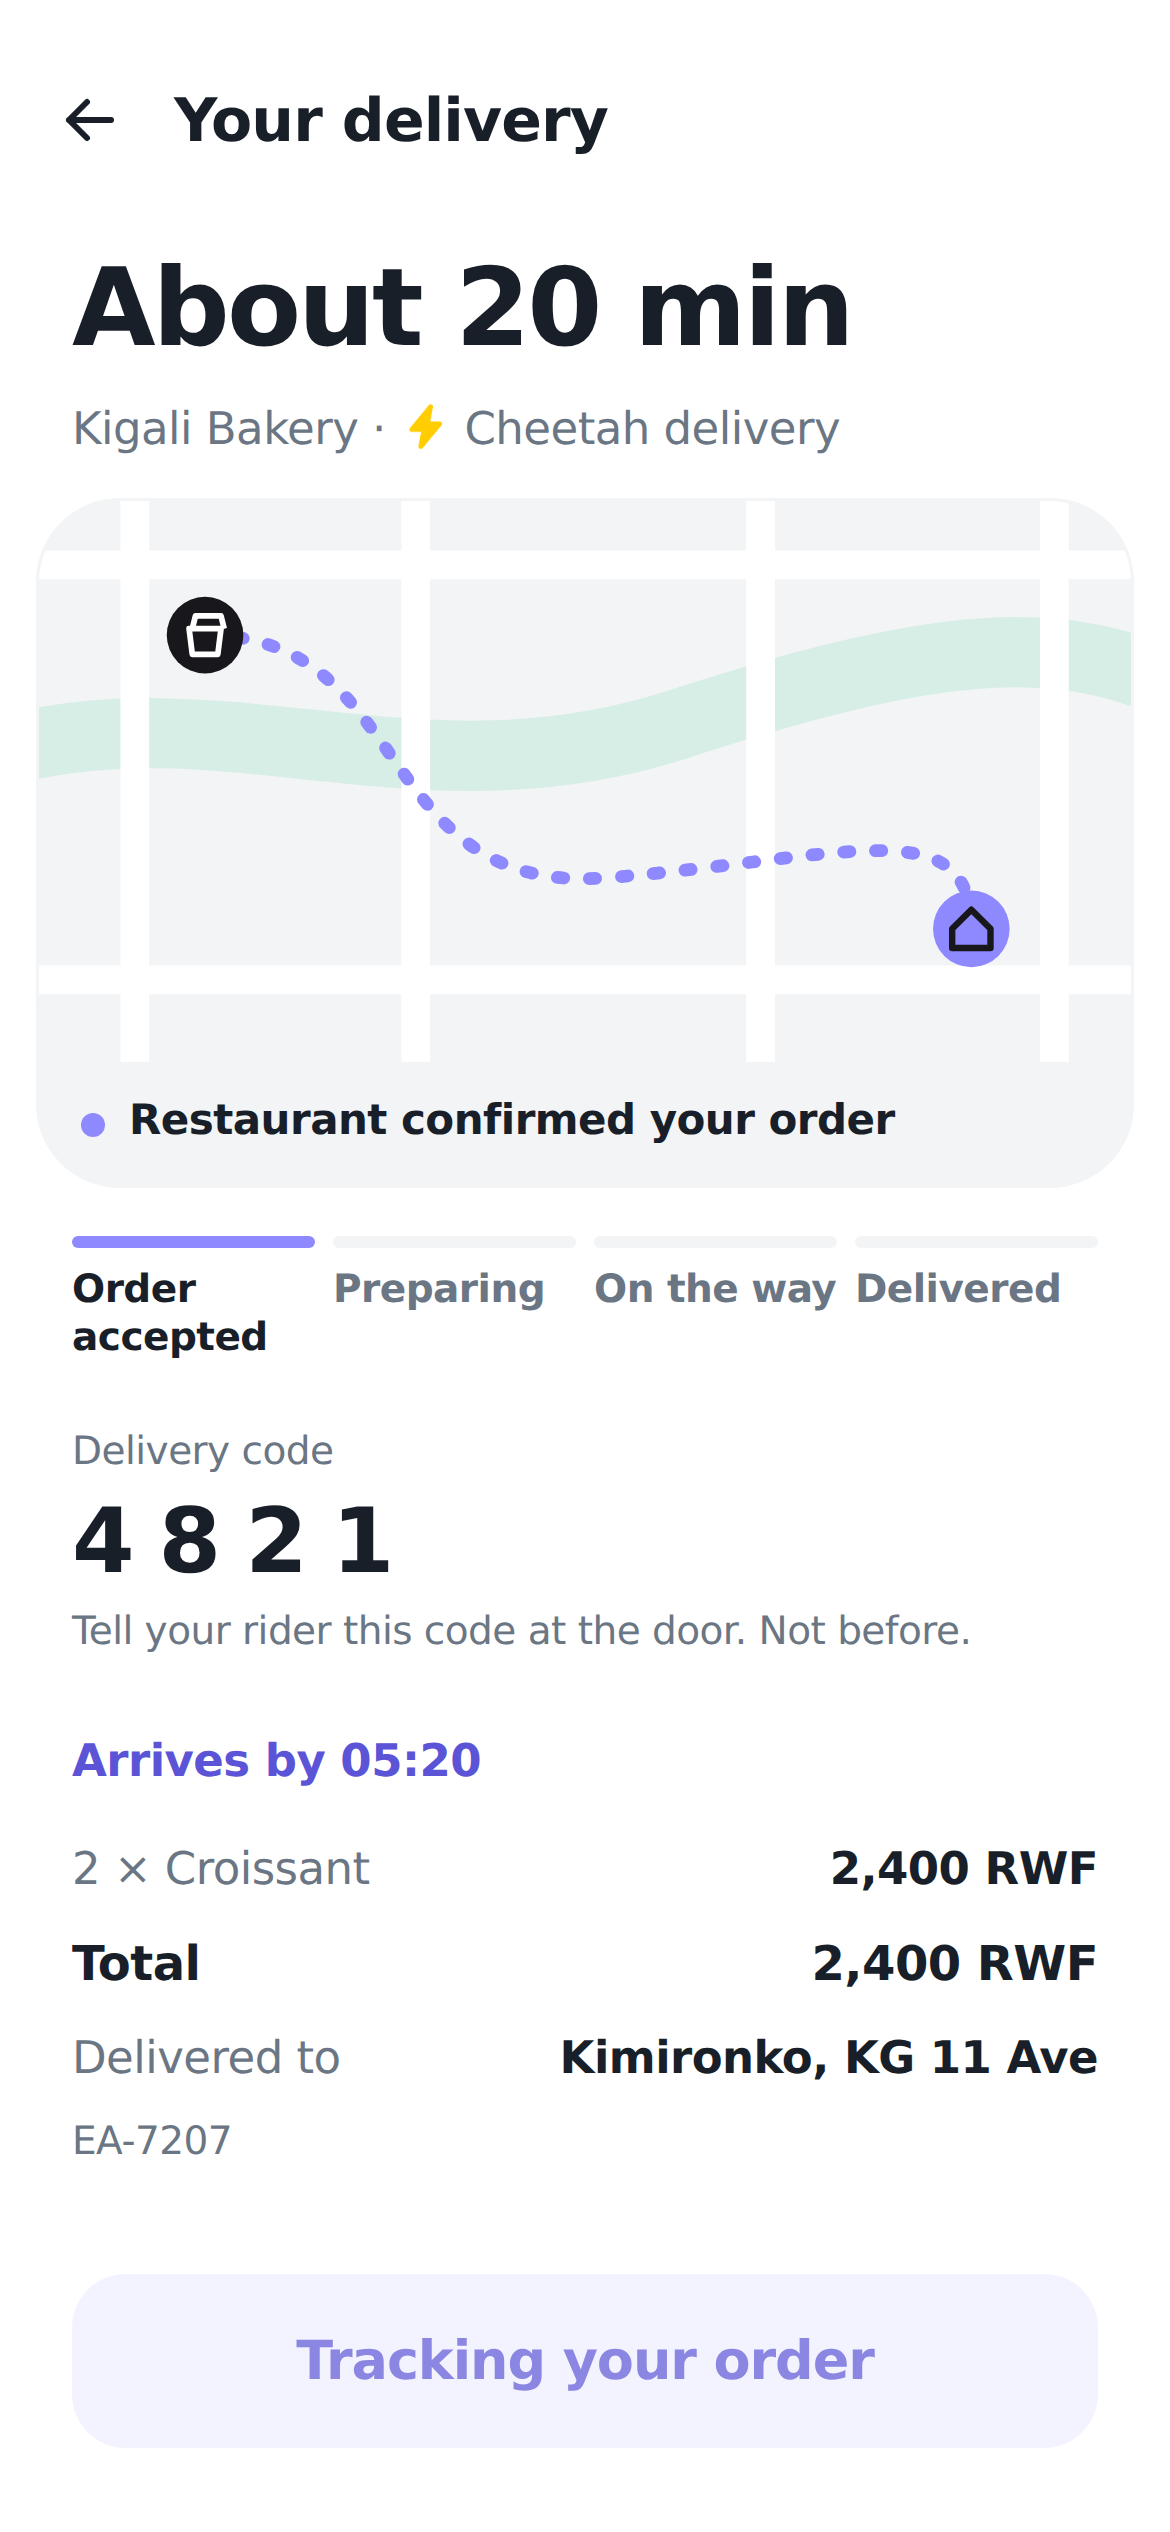 Your delivery
About 20 min
Kigali Bakery · ⚡ Cheetah delivery
Restaurant confirmed your order
Order accepted
Preparing
On the way
Delivered
Delivery code
4 8 2 1
Tell your rider this code at the door. Not before.
Arrives by 05:20
2 × Croissant 2,400 RWF
Total 2,400 RWF
Delivered to Kimironko, KG 11 Ave
EA-7207
Tracking your order